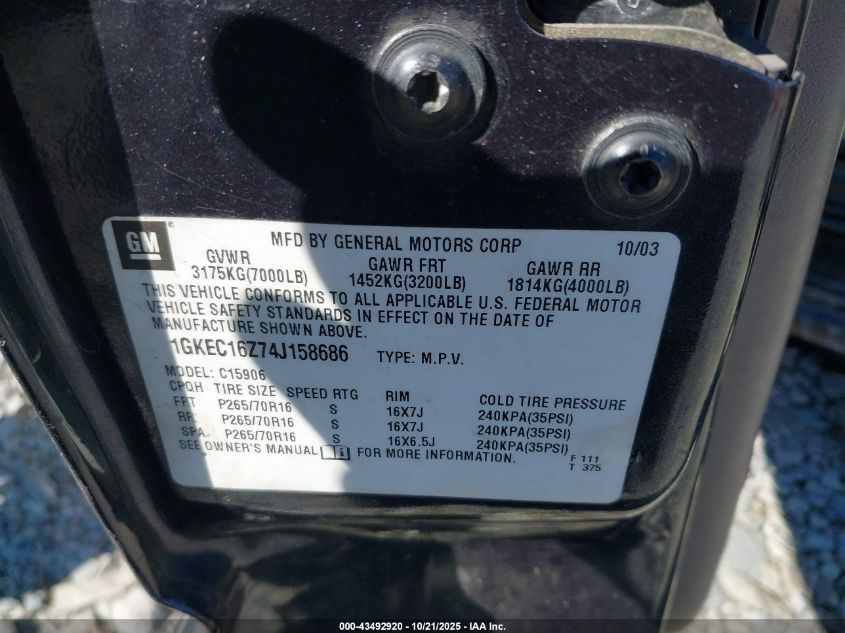 GM
MFD BY GENERAL MOTORS CORP 10/03
GVWR GAWR FRT GAWR RR
3175KG(7000LB) 1452KG(3200LB) 1814KG(4000LB)
THIS VEHICLE CONFORMS TO ALL APPLICABLE U.S. FEDERAL MOTOR
VEHICLE SAFETY STANDARDS IN EFFECT ON THE DATE OF
MANUFACTURE SHOWN ABOVE.
1GKEC16Z74J158686 TYPE: M.P.V.
MODEL: C15906
CPQH TIRE SIZE SPEED RTG RIM COLD TIRE PRESSURE
FRT P265/70R16 S 16X7J 240KPA(35PSI)
RR P265/70R16 S 16X7J 240KPA(35PSI)
SPA P265/70R16 S 16X6.5J 240KPA(35PSI)
SEE OWNER'S MANUAL FOR MORE INFORMATION.
F 111
T 375
000-43492920 - 10/21/2025 - IAA Inc.